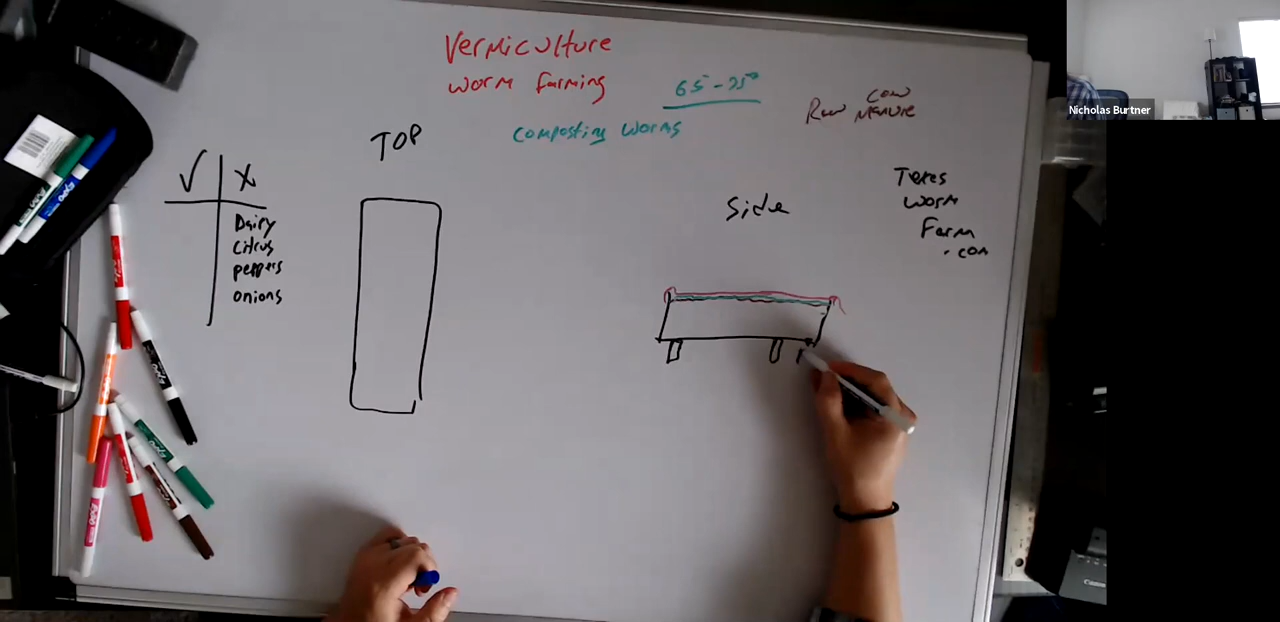 Vermiculture
worm farming
65° - 75°
composting worms
Raw cow manure
TOP
✓ X
Dairy
citrus
peppers
onions
Side
Texas
worm
Farm
.com
Nicholas Burtner